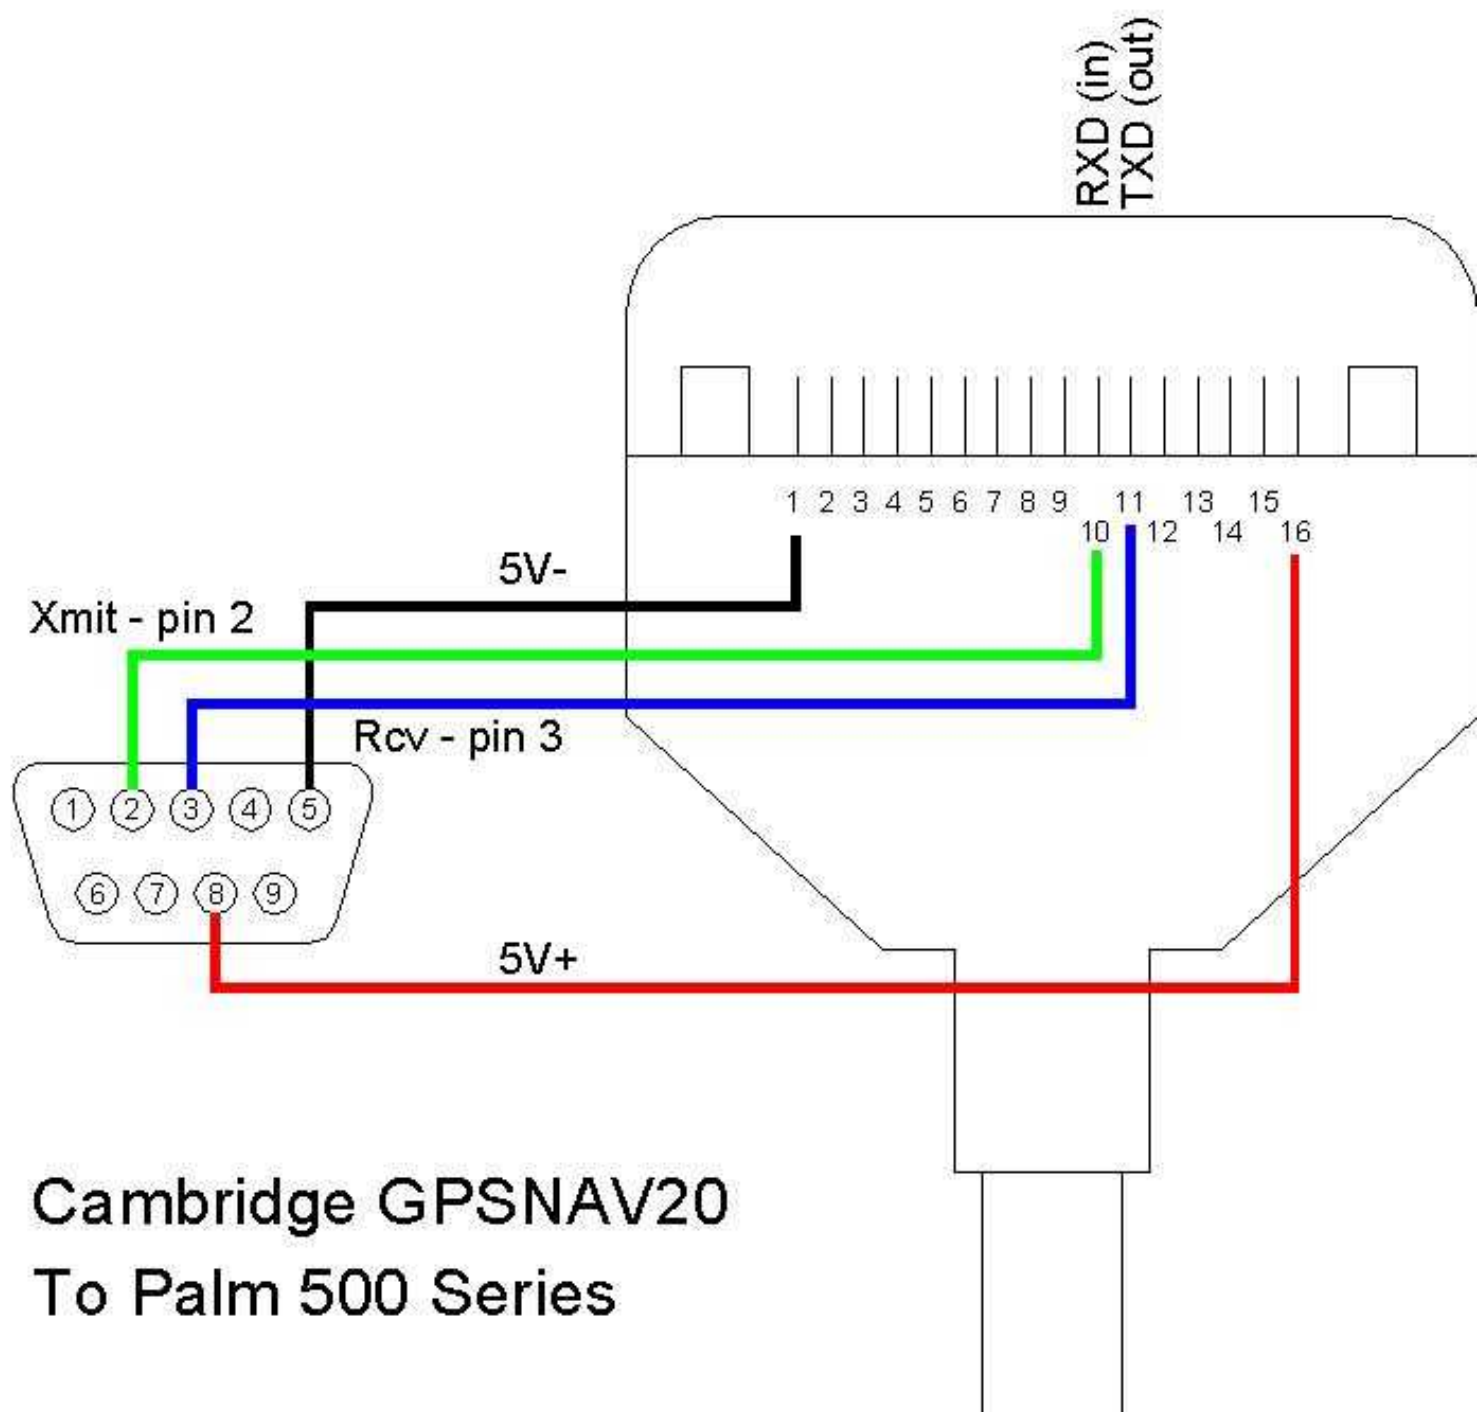 RXD (in)
TXD (out)
1 2 3 4 5 6 7 8 9 11 13 15
10 12 14 16
5V-
Xmit - pin 2
Rcv - pin 3
1 2 3 4 5
6 7 8 9
5V+
Cambridge GPSNAV20
To Palm 500 Series